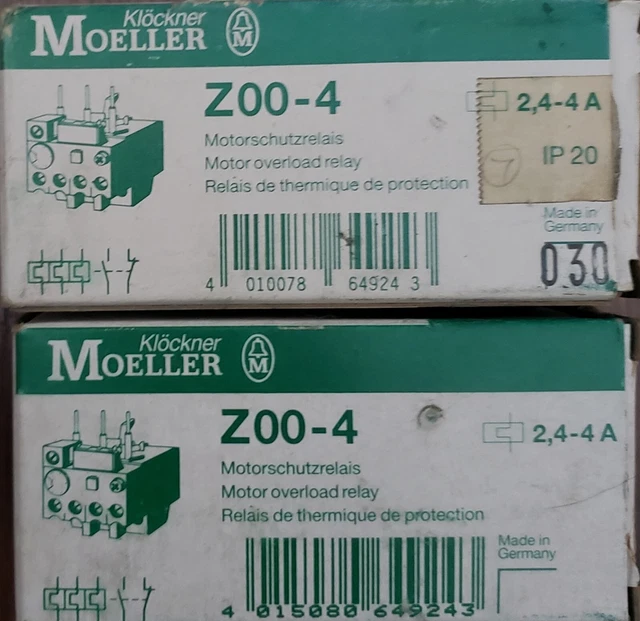 Klöckner
MOELLER
M
Z00-4
2,4-4 A
Motorschutzrelais
Motor overload relay
IP 20
Relais de thermique de protection
7
Made in
Germany
4 010078 64924 3
030
Klöckner
MOELLER
M
Z00-4
2,4-4 A
Motorschutzrelais
Motor overload relay
Relais de thermique de protection
Made in
Germany
4 015080 649243